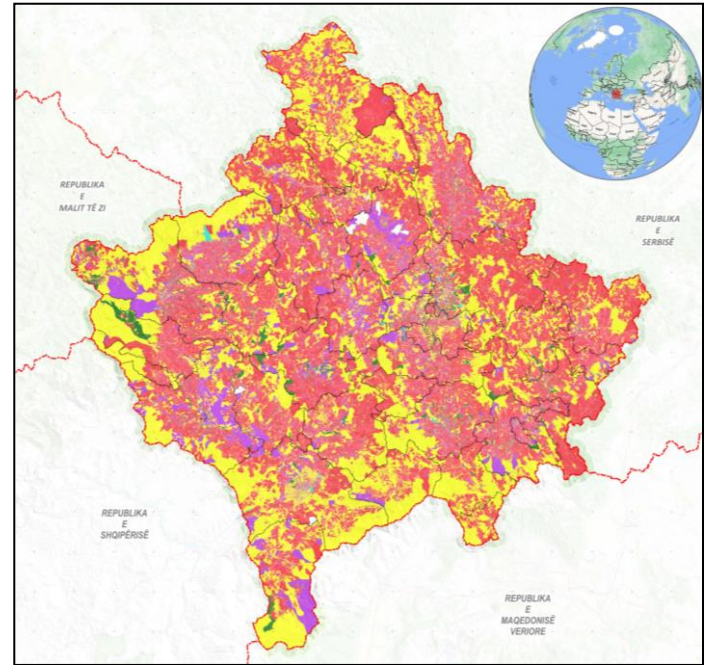 REPUBLIKA
E
MALIT TË ZI
REPUBLIKA
E
SERBISË
REPUBLIKA
E
SHQIPËRISË
REPUBLIKA
E
MAQEDONISË
VERIORE